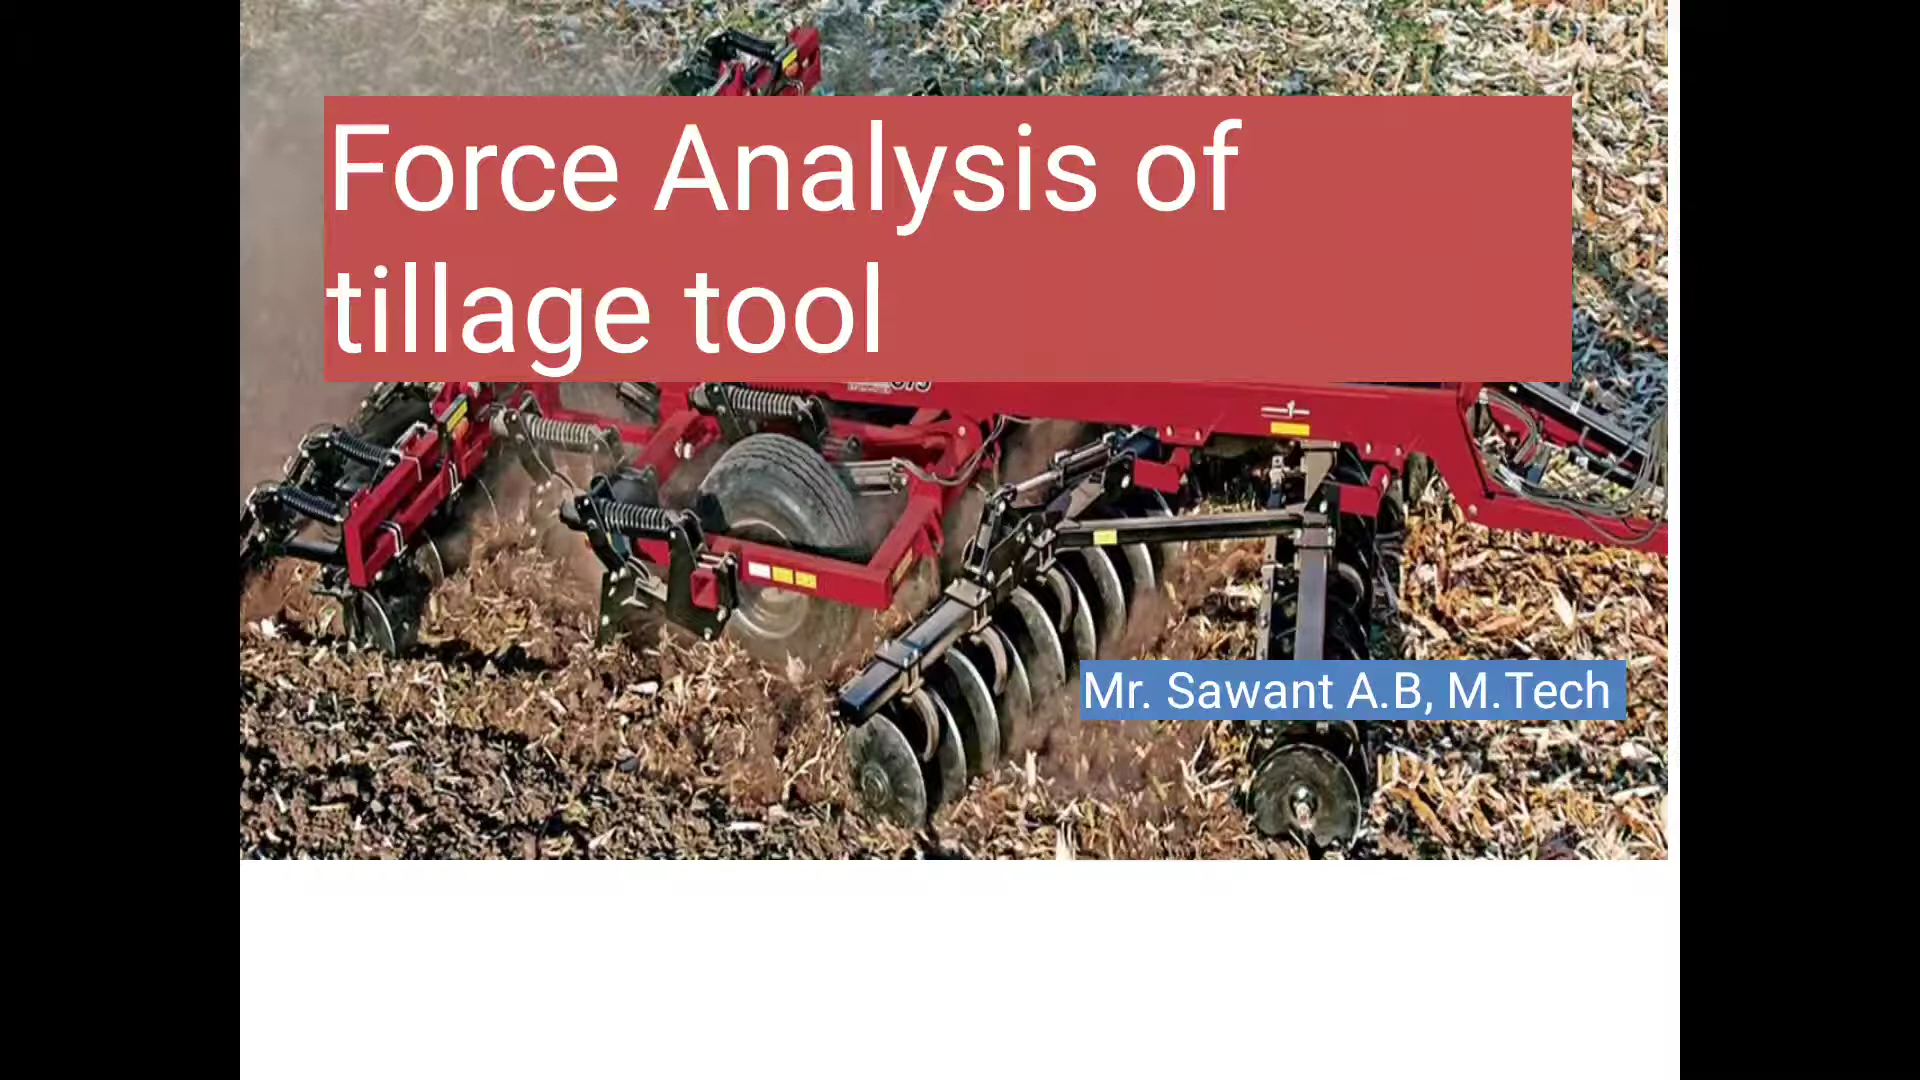 Force Analysis of
tillage tool
Mr. Sawant A.B, M.Tech